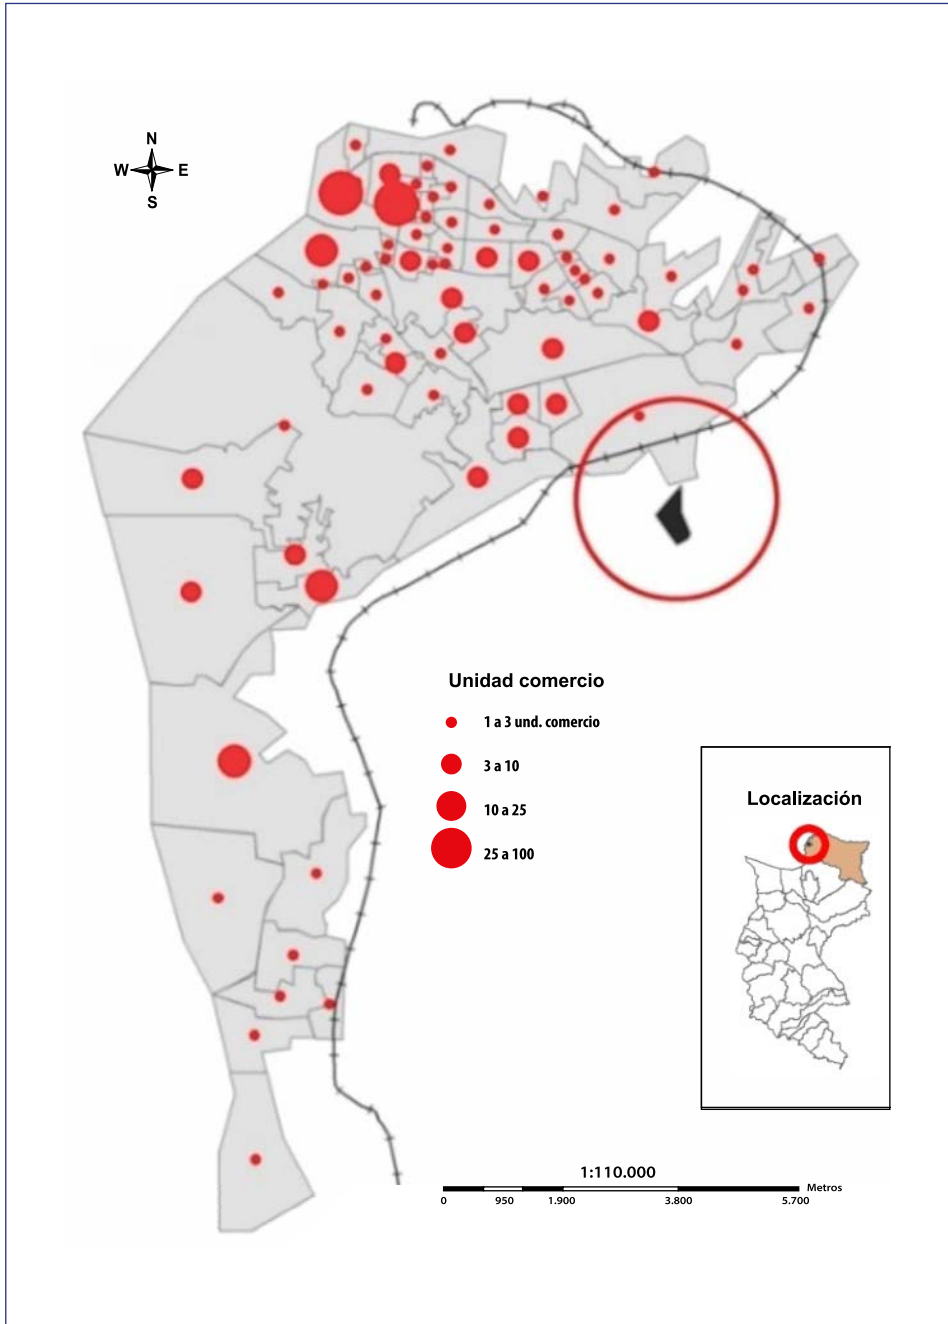 N
W E
S
Unidad comercio
1 a 3 und. comercio
3 a 10
10 a 25
25 a 100
Localización
1:110.000
Metros
0 950 1.900 3.800 5.700